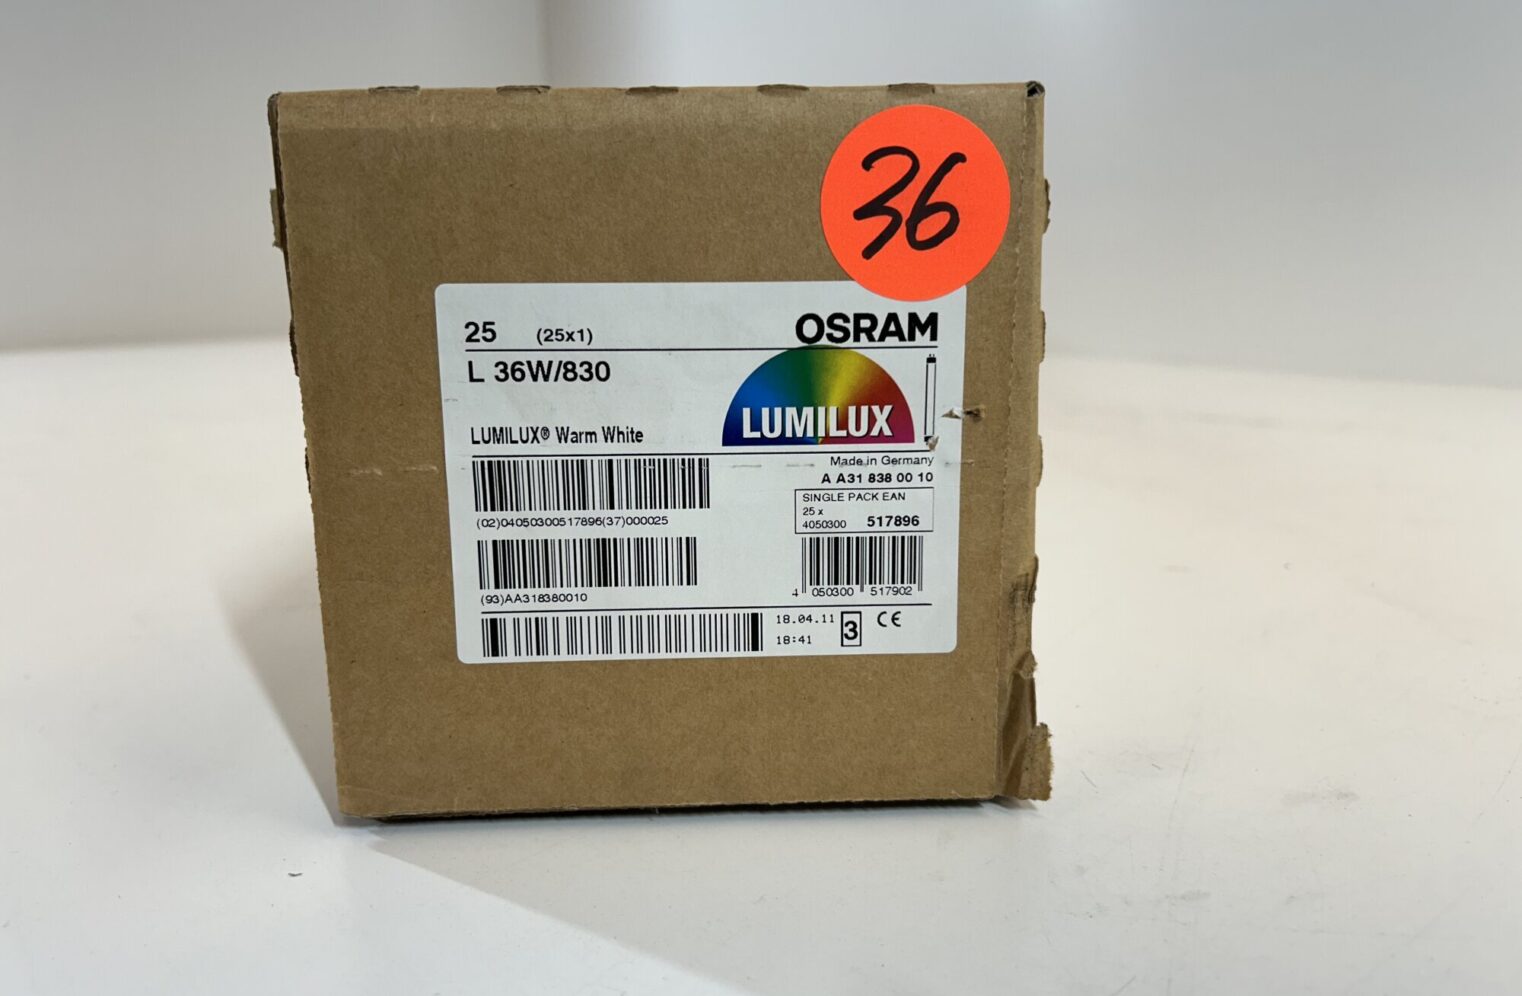 36
25 (25x1)
OSRAM
L 36W/830
LUMILUX
LUMILUX® Warm White
Made in Germany
A A31 838 00 10
SINGLE PACK EAN
25 x
4050300 517896
(02)04050300517896(37)000025
(93)AA318380010
4 050300 517902
18.04.11
18:41
3
CE